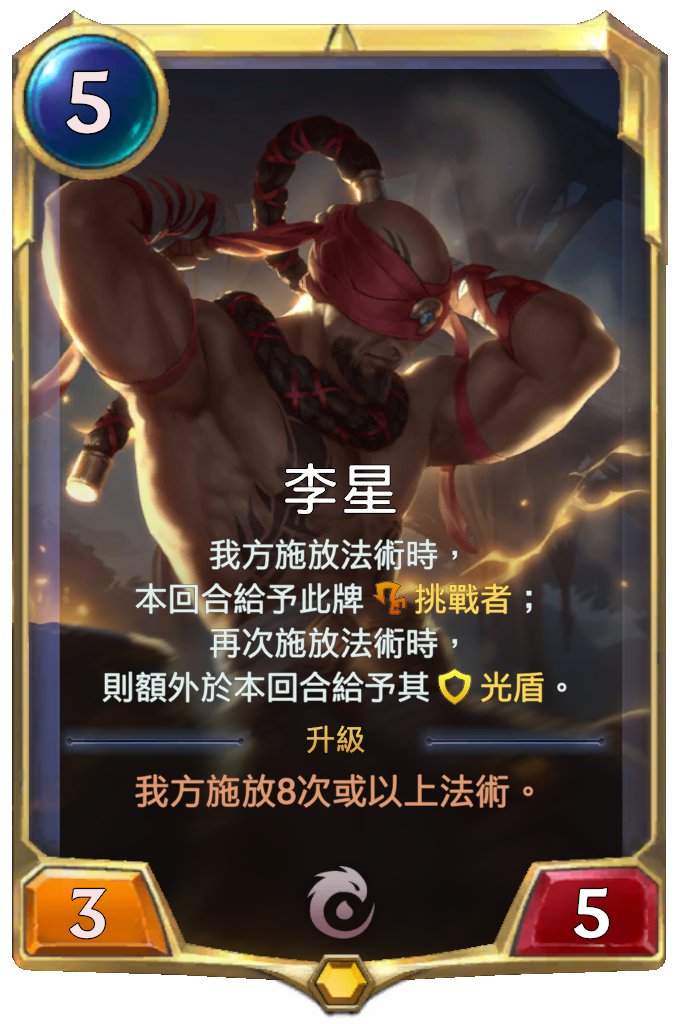 5
李星
我方施放法術時，
本回合給予此牌 挑戰者；
再次施放法術時，
則額外於本回合給予其 光盾。
升級
我方施放8次或以上法術。
3
5